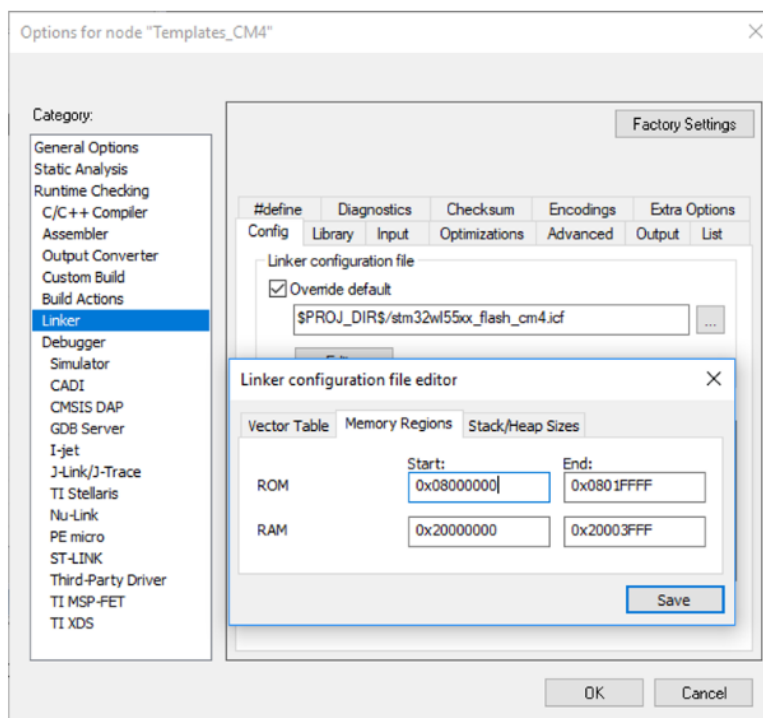 Options for node "Templates_CM4"
Category:
General Options
Static Analysis
Runtime Checking
C/C++ Compiler
Assembler
Output Converter
Custom Build
Build Actions
Linker
Debugger
Simulator
CADI
CMSIS DAP
GDB Server
I-jet
J-Link/J-Trace
TI Stellaris
Nu-Link
PE micro
ST-LINK
Third-Party Driver
TI MSP-FET
TI XDS
Factory Settings
#define Diagnostics Checksum Encodings Extra Options
Config Library Input Optimizations Advanced Output List
Linker configuration file
Override default
$PROJ_DIR$/stm32wl55xx_flash_cm4.icf
...
Linker configuration file editor
Vector Table Memory Regions Stack/Heap Sizes
Start: End:
ROM 0x08000000 0x0801FFFF
RAM 0x20000000 0x20003FFF
Save
OK Cancel